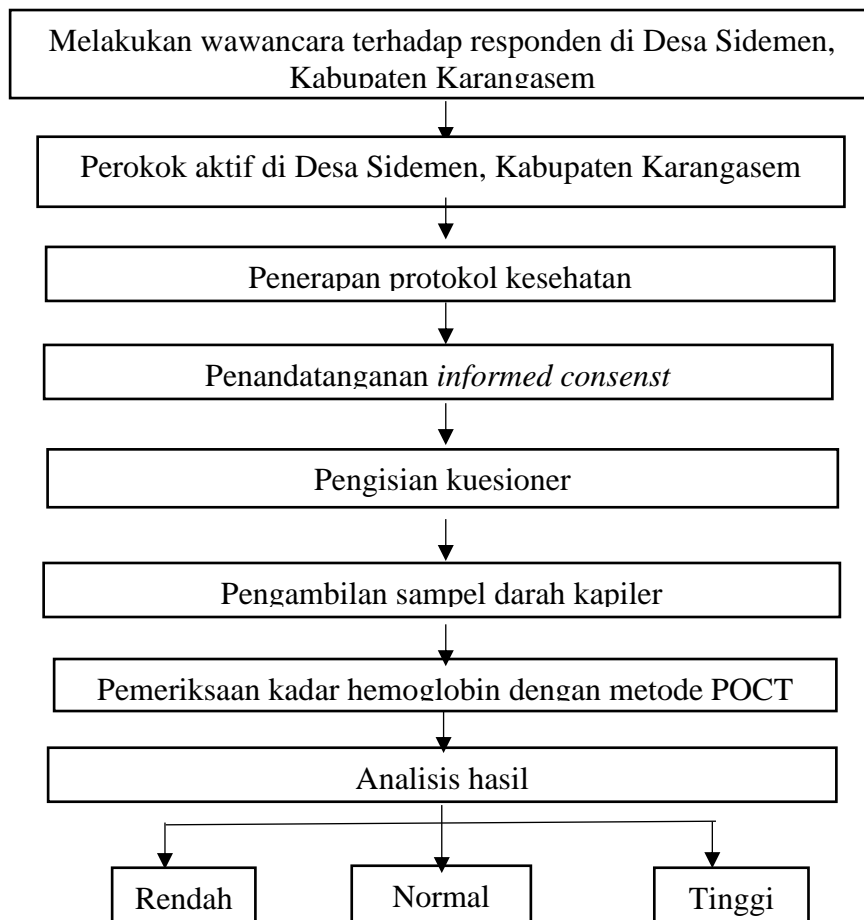 Melakukan wawancara terhadap responden di Desa Sidemen,
Kabupaten Karangasem
Perokok aktif di Desa Sidemen, Kabupaten Karangasem
Penerapan protokol kesehatan
Penandatanganan informed consenst
Pengisian kuesioner
Pengambilan sampel darah kapiler
Pemeriksaan kadar hemoglobin dengan metode POCT
Analisis hasil
Rendah Normal Tinggi